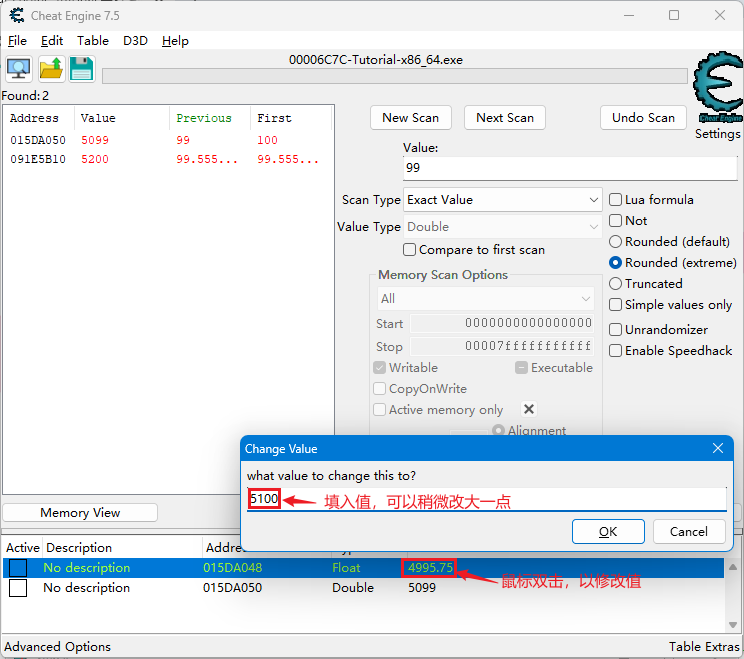 Cheat Engine 7.5
File Edit Table D3D Help
00006C7C-Tutorial-x86_64.exe
Found: 2
Address Value Previous First
015DA050 5099 99 100
091E5B10 5200 99.555... 99.555...
New Scan Next Scan Undo Scan
Cheat Engine
Settings
Value:
99
Scan Type Exact Value
Value Type Double
Compare to first scan
Lua formula
Not
Rounded (default)
Rounded (extreme)
Truncated
Simple values only
Unrandomizer
Enable Speedhack
Memory Scan Options
All
Start 0000000000000000
Stop 00007fffffffffff
Writable Executable
CopyOnWrite
Active memory only
Alignment
Memory View
Change Value
what value to change this to?
5100 填入值，可以稍微改大一点
OK Cancel
Active Description
No description 015DA048 Float 4995.75
No description 015DA050 Double 5099
鼠标双击，以修改值
Advanced Options Table Extras